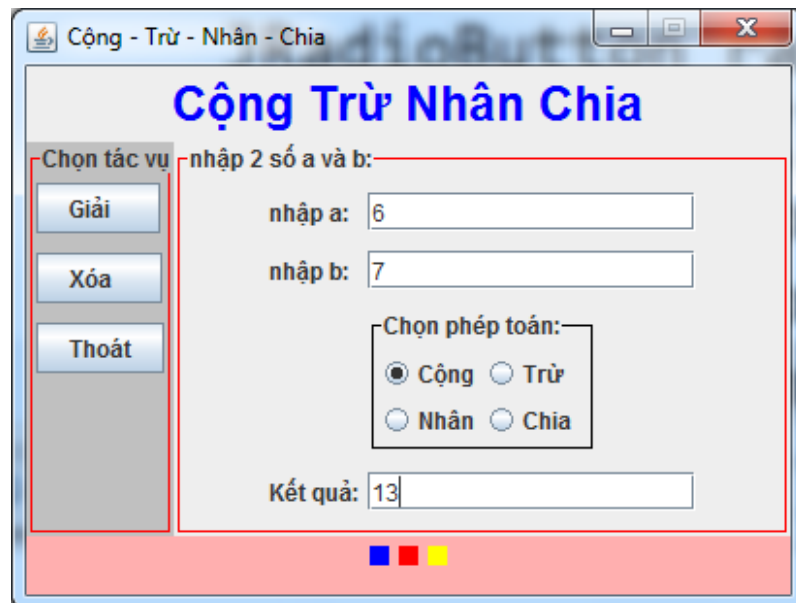 Cộng - Trừ - Nhân - Chia
Cộng Trừ Nhân Chia
Chọn tác vụ
Giải
Xóa
Thoát
nhập 2 số a và b:
nhập a: 6
nhập b: 7
Chọn phép toán:
Cộng Trừ
Nhân Chia
Kết quả: 13